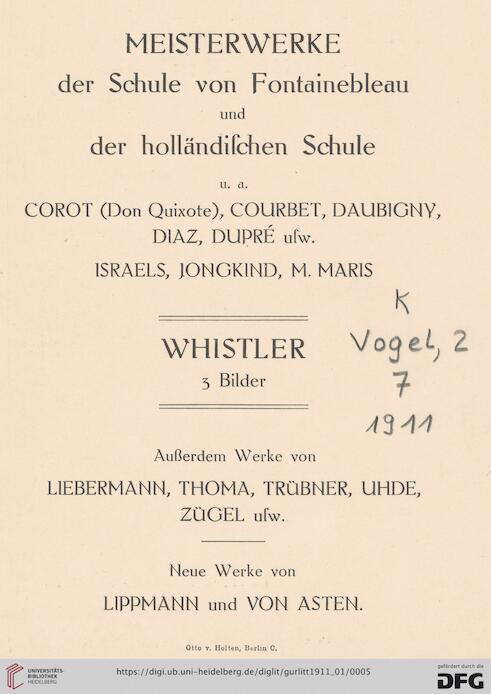 MEISTERWERKE
der Schule von Fontainebleau
und
der holländiſchen Schule
u. a.
COROT (Don Quixote), COURBET, DAUBIGNY,
DIAZ, DUPRÉ uſw.
ISRAELS, JONGKIND, M. MARIS
K
Vogel, 2
7
1911
WHISTLER
3 Bilder
Außerdem Werke von
LIEBERMANN, THOMA, TRÜBNER, UHDE,
ZÜGEL uſw.
Neue Werke von
LIPPMANN und VON ASTEN.
Otto v. Holten, Berlin C.
UNIVERSITÄTS-
BIBLIOTHEK
HEIDELBERG
https://digi.ub.uni-heidelberg.de/diglit/gurlitt1911_01/0005
gefördert durch die
DFG